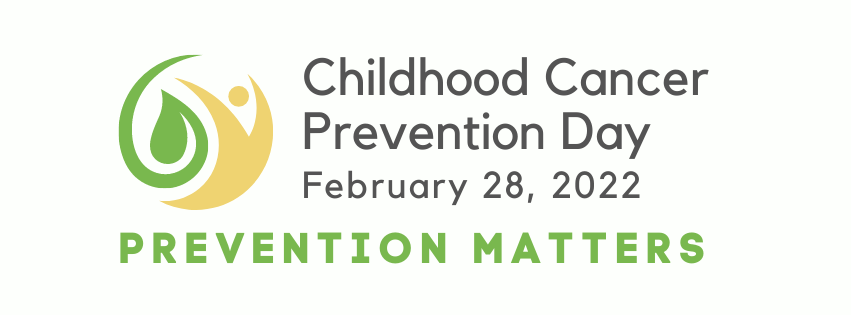 Childhood Cancer
Prevention Day
February 28, 2022
PREVENTION MATTERS